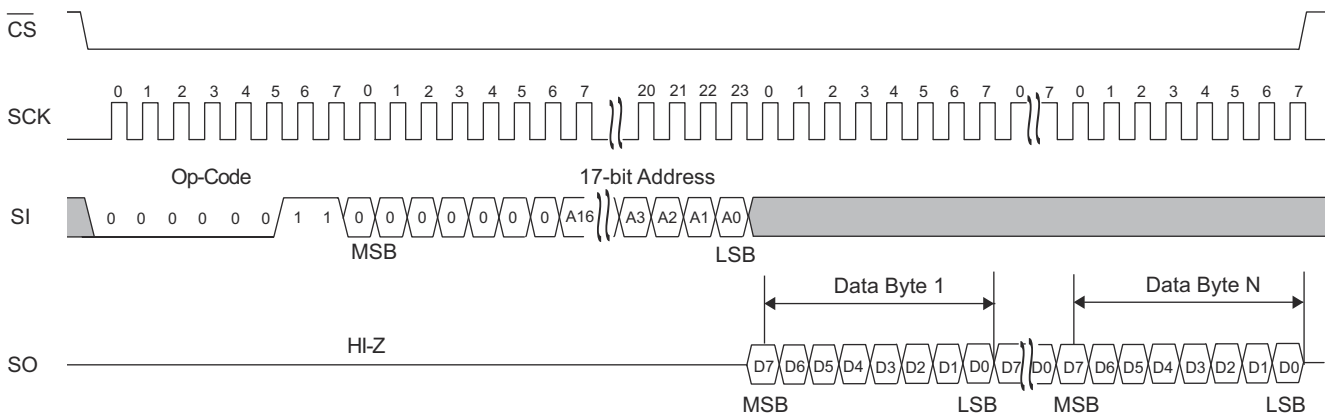 CS
0 1 2 3 4 5 6 7 0 1 2 3 4 5 6 7 20 21 22 23 0 1 2 3 4 5 6 7 0 7 0 1 2 3 4 5 6 7
SCK
Op-Code 17-bit Address
SI 0 0 0 0 0 0 1 1 0 0 0 0 0 0 0 A16 A3 A2 A1 A0
MSB LSB
Data Byte 1 Data Byte N
HI-Z
SO D7 D6 D5 D4 D3 D2 D1 D0 D7 D0 D7 D6 D5 D4 D3 D2 D1 D0
MSB LSB MSB LSB